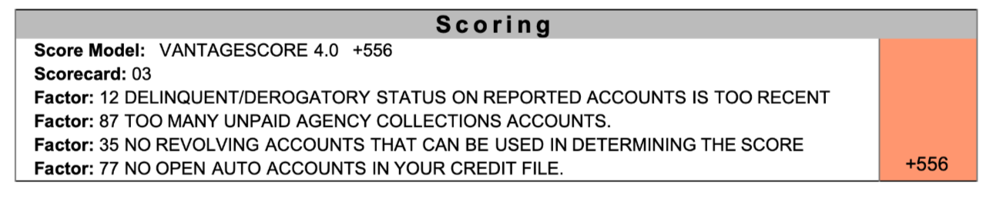 Scoring
Score Model: VANTAGESCORE 4.0 +556
Scorecard: 03
Factor: 12 DELINQUENT/DEROGATORY STATUS ON REPORTED ACCOUNTS IS TOO RECENT
Factor: 87 TOO MANY UNPAID AGENCY COLLECTIONS ACCOUNTS.
Factor: 35 NO REVOLVING ACCOUNTS THAT CAN BE USED IN DETERMINING THE SCORE
Factor: 77 NO OPEN AUTO ACCOUNTS IN YOUR CREDIT FILE.
+556